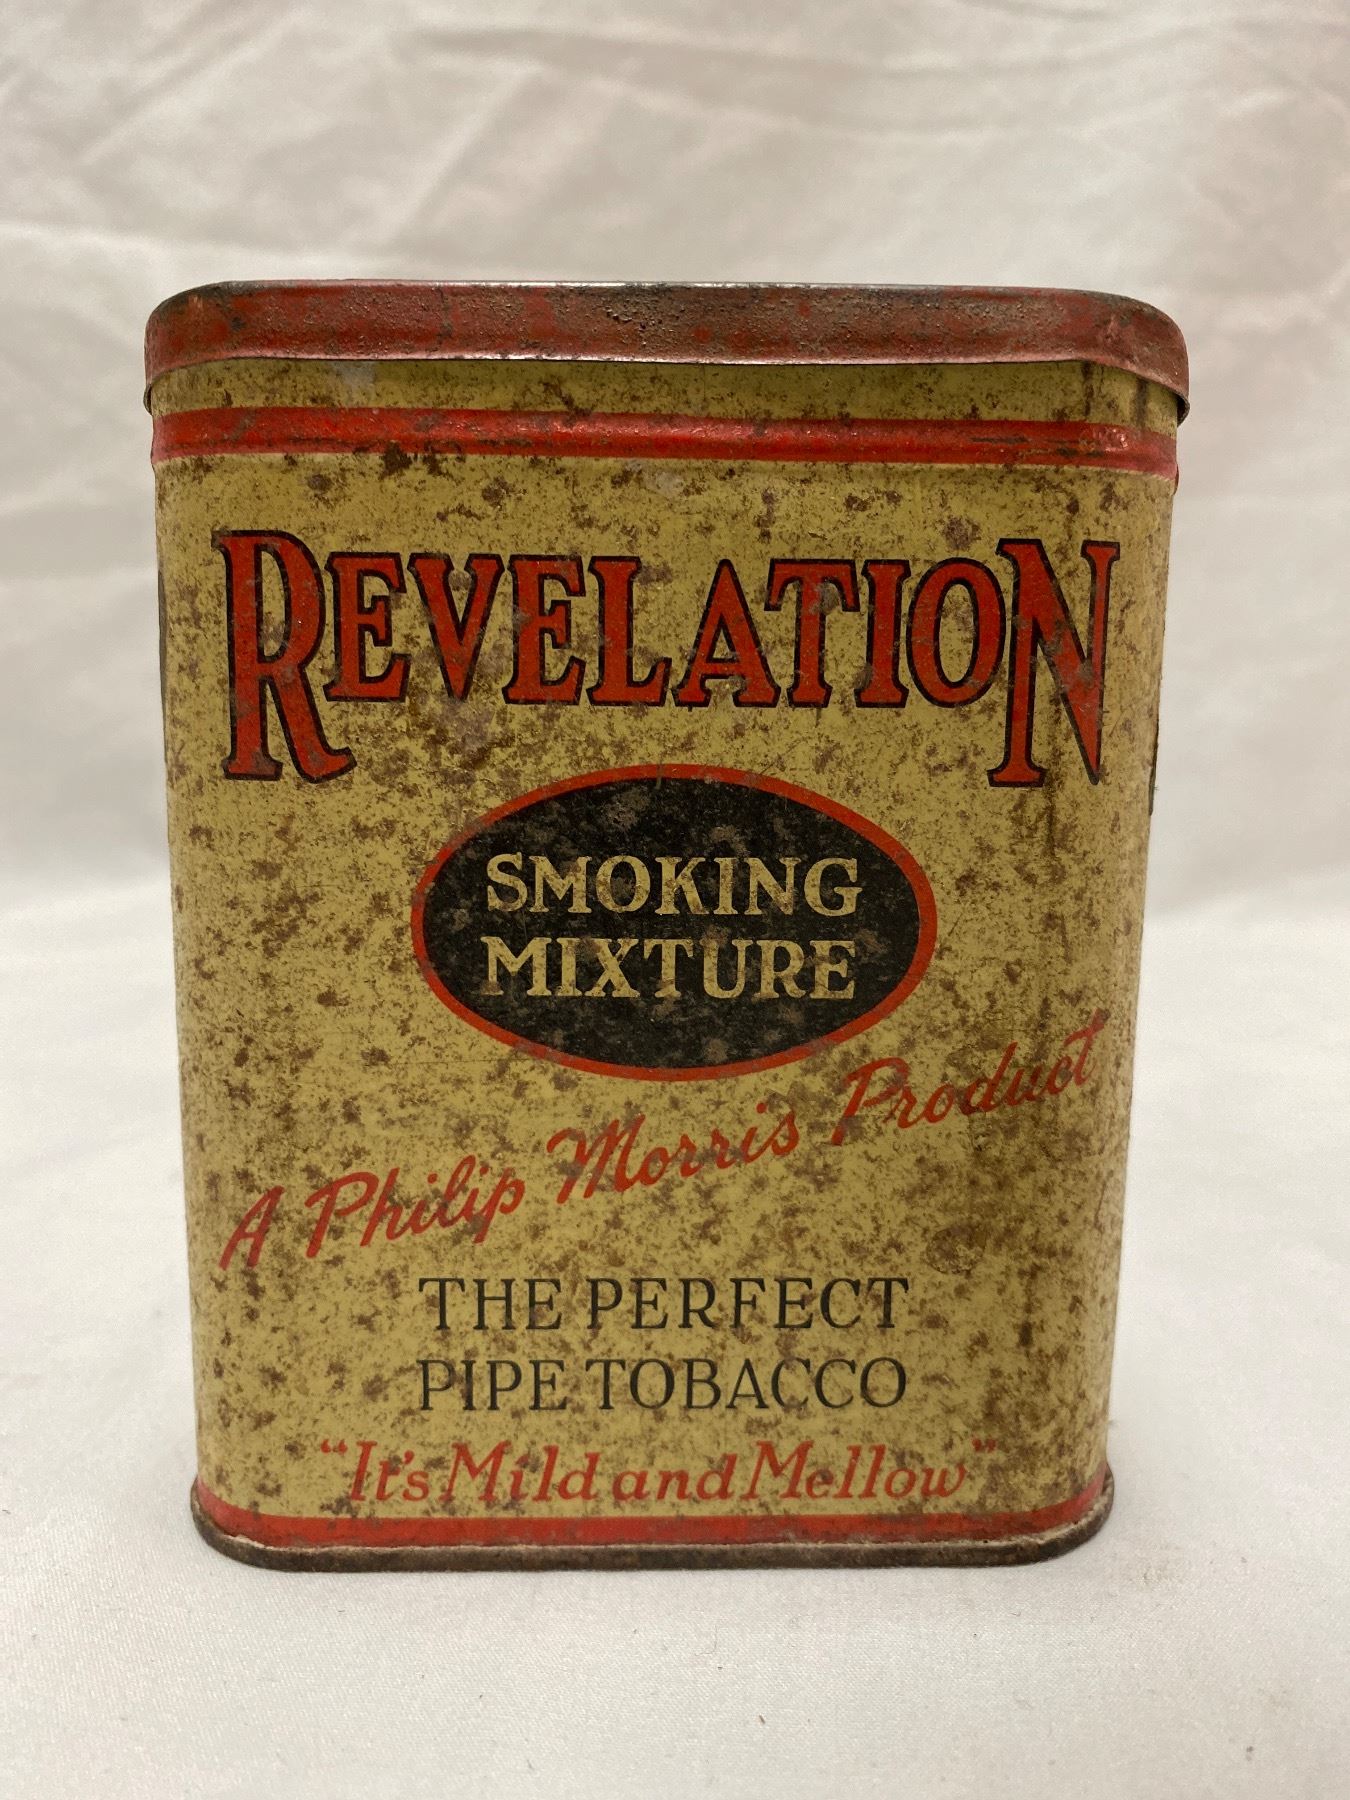 REVELATION
SMOKING
MIXTURE
A Philip Morris Product
THE PERFECT
PIPE TOBACCO
"It's Mild and Mellow"